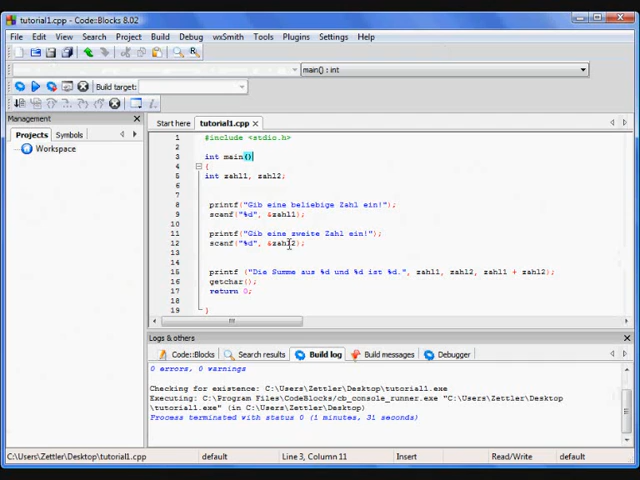 tutorial1.cpp - Code::Blocks 8.02
File Edit View Search Project Build Debug wxSmith Tools Plugins Settings Help
main() : int
Build target:
Management
Projects Symbols
Workspace
Start here tutorial1.cpp
1 #include <stdio.h>
2
3 int main()
4 {
5 int zahl1, zahl2;
6
7
8 printf("Gib eine beliebige Zahl ein!");
9 scanf("%d", &zahl1);
10
11 printf("Gib eine zweite Zahl ein!");
12 scanf("%d", &zahl2);
13
14
15 printf ("Die Summe aus %d und %d ist %d.", zahl1, zahl2, zahl1 + zahl2);
16 getchar();
17 return 0;
18
19 }
Logs & others
Code::Blocks Search results Build log Build messages Debugger
0 errors, 0 warnings
Checking for existence: C:\Users\Zettler\Desktop\tutorial1.exe
Executing: C:\Program Files\CodeBlocks/cb_console_runner.exe "C:\Users\Zettler\Desktop
\tutorial1.exe" (in C:\Users\Zettler\Desktop)
Process terminated with status 0 (1 minutes, 31 seconds)
C:\Users\Zettler\Desktop\tutorial1.cpp default Line 3, Column 11 Insert Read/Write default